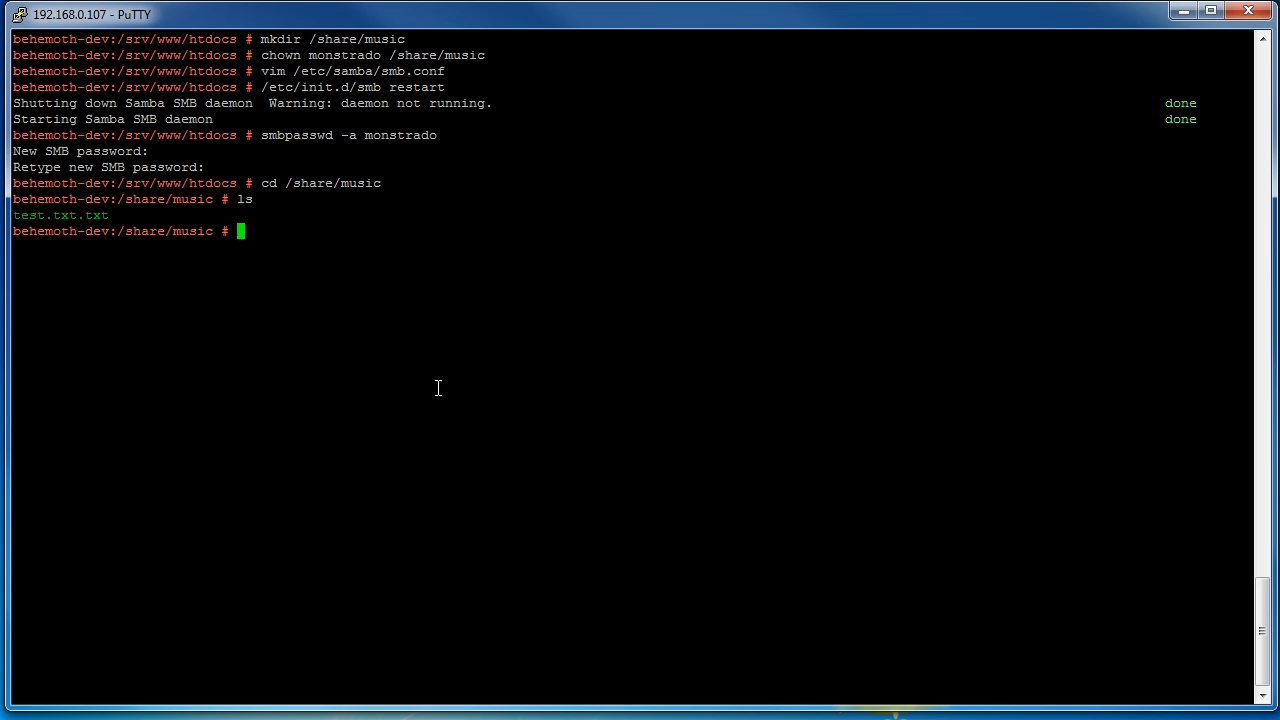 192.168.0.107 - PuTTY
behemoth-dev:/srv/www/htdocs # mkdir /share/music
behemoth-dev:/srv/www/htdocs # chown monstrado /share/music
behemoth-dev:/srv/www/htdocs # vim /etc/samba/smb.conf
behemoth-dev:/srv/www/htdocs # /etc/init.d/smb restart
Shutting down Samba SMB daemon  Warning: daemon not running. done
Starting Samba SMB daemon done
behemoth-dev:/srv/www/htdocs # smbpasswd -a monstrado
New SMB password:
Retype new SMB password:
behemoth-dev:/srv/www/htdocs # cd /share/music
behemoth-dev:/share/music # ls
test.txt.txt
behemoth-dev:/share/music #